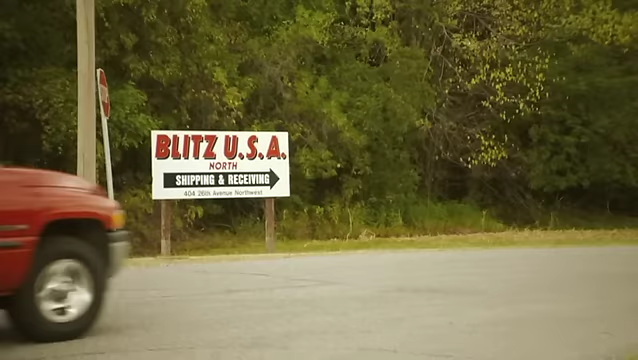 BLITZ U.S.A.
NORTH
SHIPPING & RECEIVING
404 26th Avenue Northwest